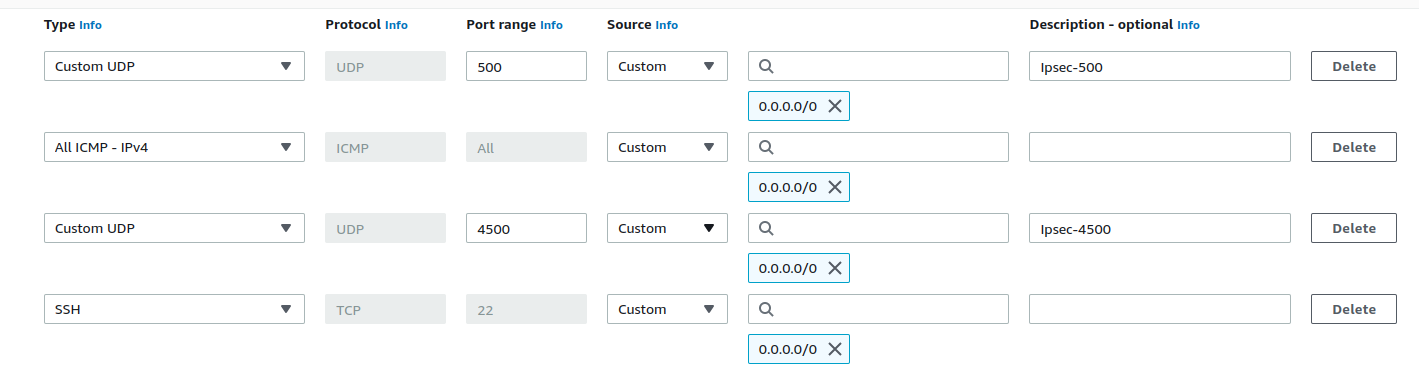 Type Info Protocol Info Port range Info Source Info Description - optional Info
Custom UDP UDP 500 Custom Ipsec-500 Delete
0.0.0.0/0
All ICMP - IPv4 ICMP All Custom Delete
0.0.0.0/0
Custom UDP UDP 4500 Custom Ipsec-4500 Delete
0.0.0.0/0
SSH TCP 22 Custom Delete
0.0.0.0/0